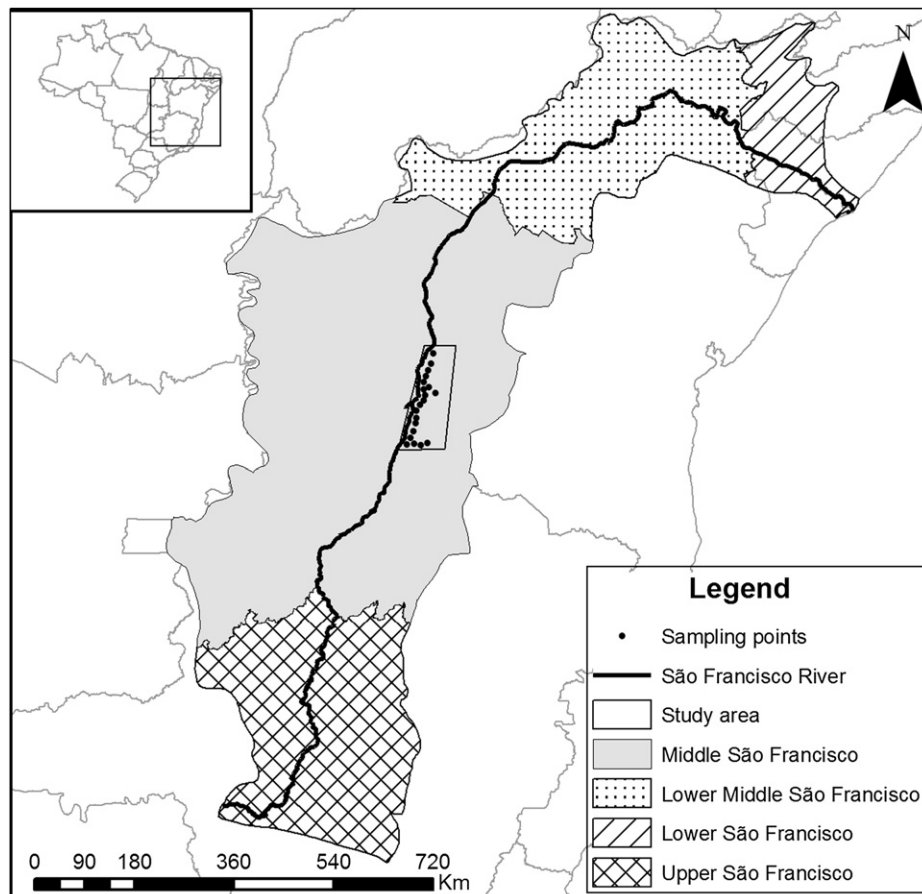 N
Legend
Sampling points
São Francisco River
Study area
Middle São Francisco
Lower Middle São Francisco
Lower São Francisco
Upper São Francisco
0 90 180 360 540 720
Km